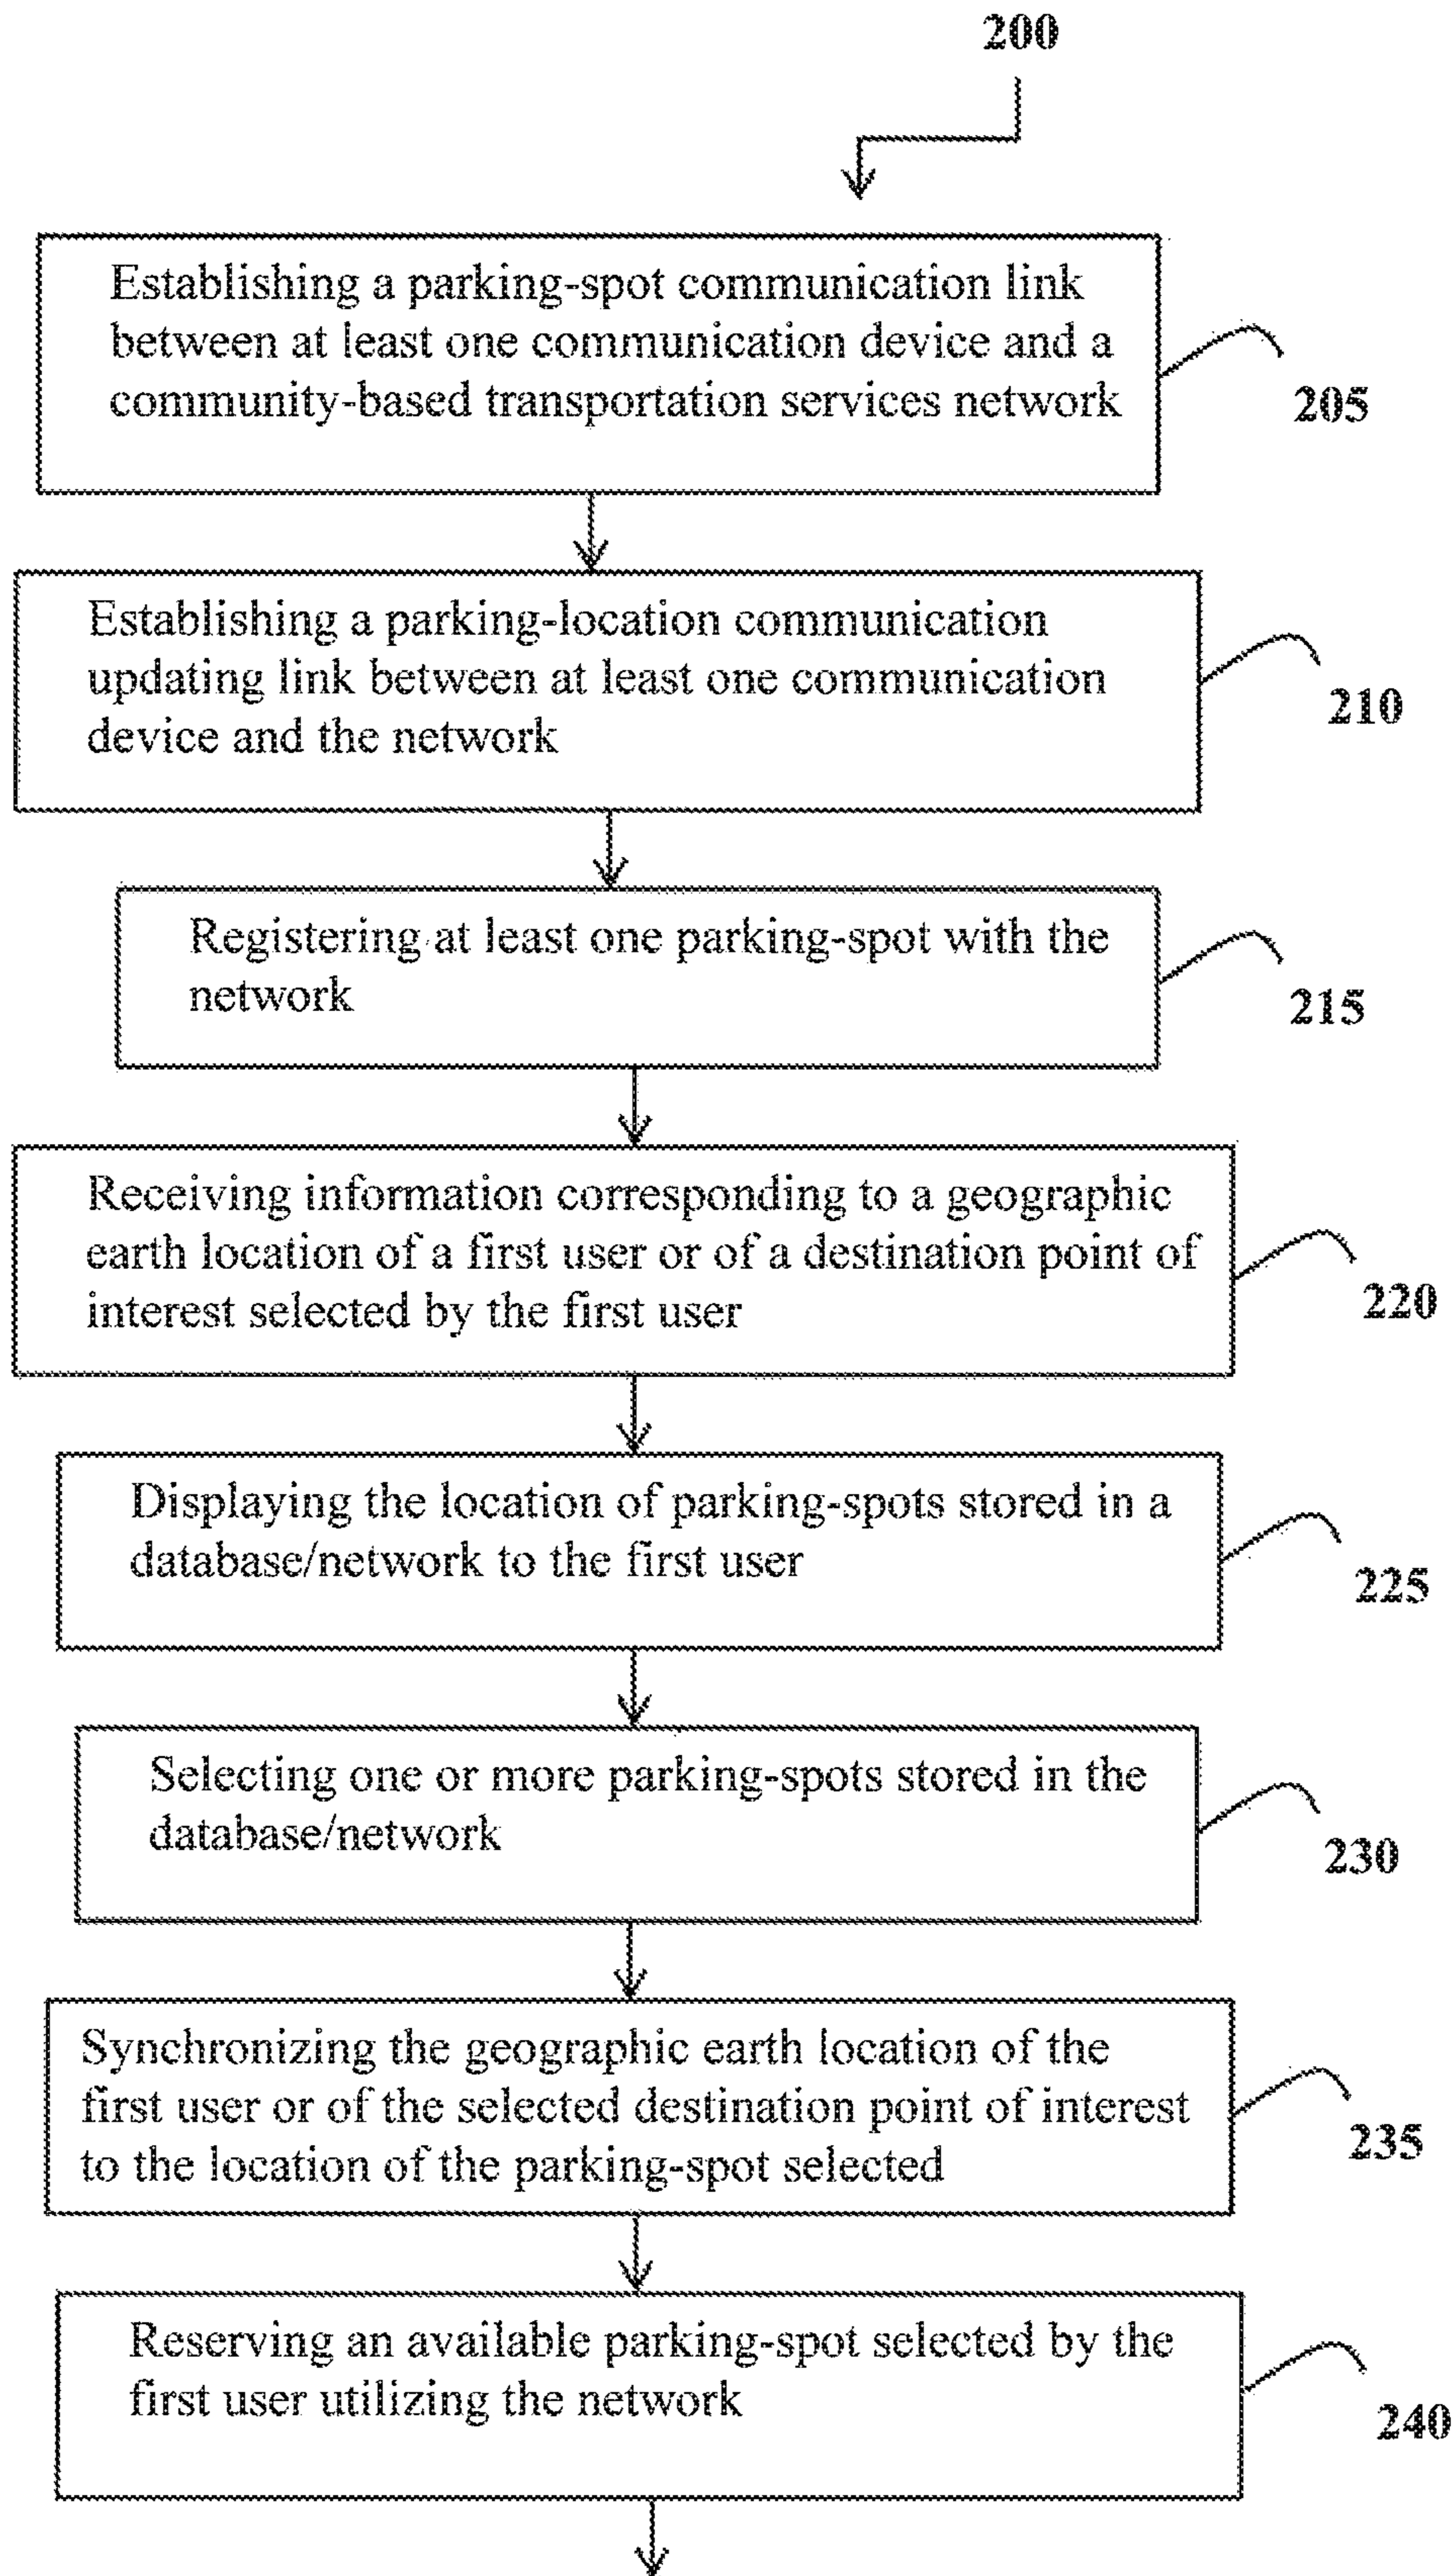 200
Establishing a parking-spot communication link
between at least one communication device and a
community-based transportation services network
205
Establishing a parking-location communication
updating link between at least one communication
device and the network
210
Registering at least one parking-spot with the
network
215
Receiving information corresponding to a geographic
earth location of a first user or of a destination point of
interest selected by the first user
220
Displaying the location of parking-spots stored in a
database/network to the first user
225
Selecting one or more parking-spots stored in the
database/network
230
Synchronizing the geographic earth location of the
first user or of the selected destination point of interest
to the location of the parking-spot selected
235
Reserving an available parking-spot selected by the
first user utilizing the network
240